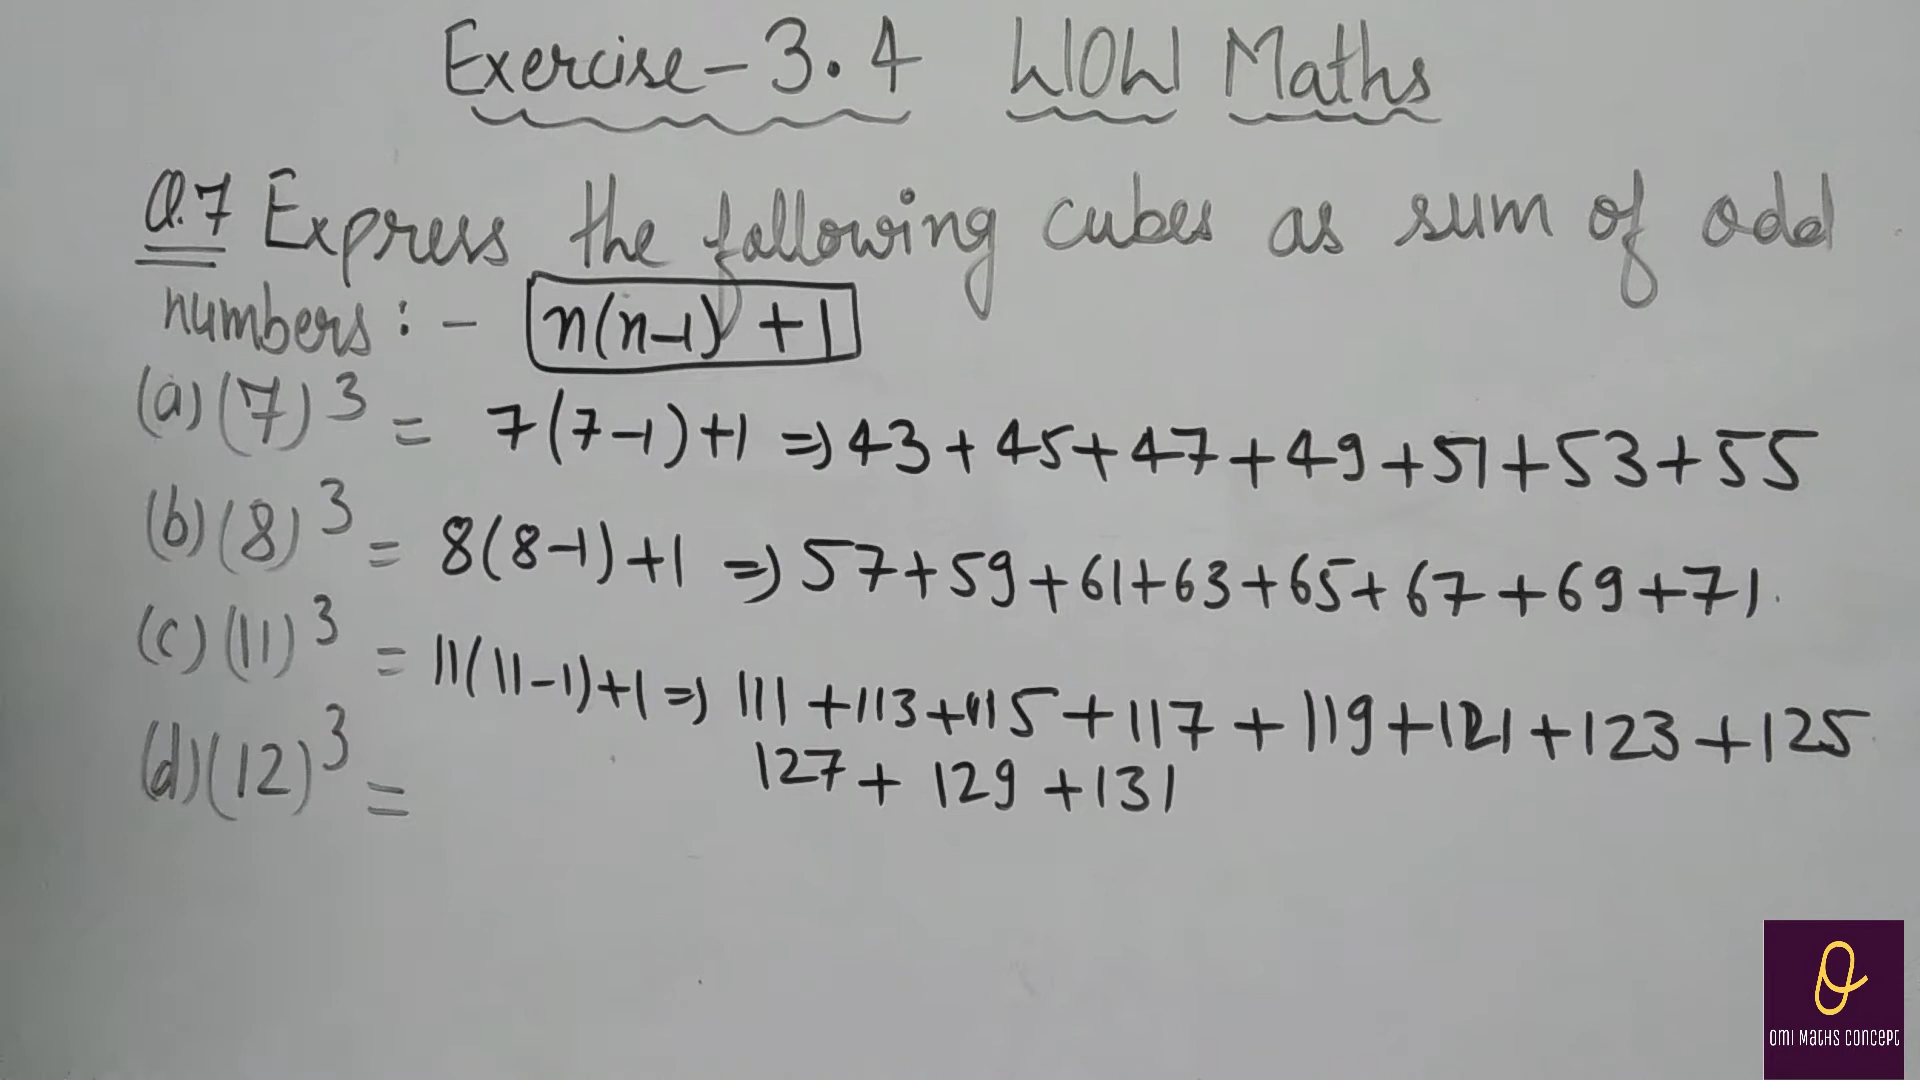 Exercise-3.4 WOW Maths
Q.7 Express the following cubes as sum of odd
numbers:- n(n-1)+1
(a) (7)³ = 7(7-1)+1 ⇒ 43+45+47+49+51+53+55
(b) (8)³ = 8(8-1)+1 ⇒ 57+59+61+63+65+67+69+71.
(c) (11)³ = 11(11-1)+1 ⇒ 111+113+115+117+119+121+123+125
127+129+131
(d) (12)³ =
OMI MATHS CONCEPT